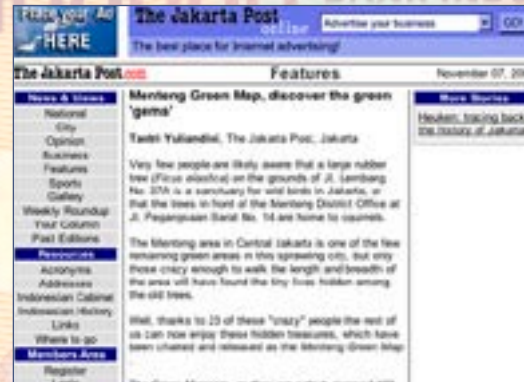 Place Your Ad
HERE
The Jakarta Post
online
Advertise your business
GO
The best place for internet advertising!
The Jakarta Post.com
Features
November 07, 20
News & Views
National
City
Opinion
Business
Features
Sports
Gallery
Weekly Roundup
Your Column
Past Editions
Resources
Acronyms
Addresses
Indonesian Cabinet
Indonesian History
Links
Where to go
Members Area
Register
Menteng Green Map, discover the green
'gems'
Tantri Yuliandini, The Jakarta Post, Jakarta
Very few people are likely aware that a large rubber
tree (Ficus elastica) on the grounds of Jl. Lembang
No. 37A is a sanctuary for wild birds in Jakarta, or
that the trees in front of the Menteng District Office at
Jl. Pegangsaan Barat No. 14 are home to squirrels.
The Menteng area in Central Jakarta is one of the few
remaining green areas in this sprawling city, but only
those crazy enough to walk the length and breadth of
the area will have found the tiny lives hidden among
the old trees.
Well, thanks to 23 of these "crazy" people the rest of
us can now enjoy these hidden treasures, which have
been charted and released as the Menteng Green Map
More Stories
Heuken: tracing back
the history of Jakarta